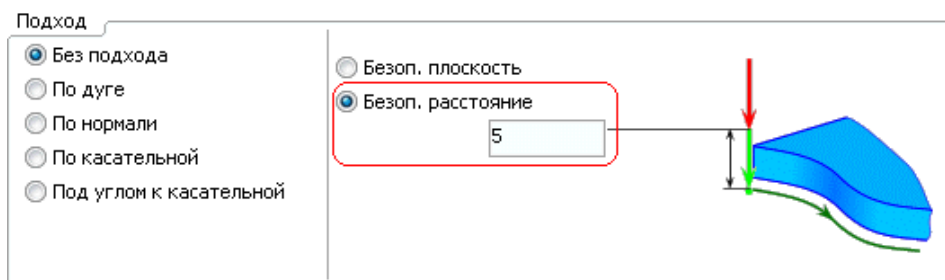 Подход
Без подхода
По дуге
По нормали
По касательной
Под углом к касательной
Безоп. плоскость
Безоп. расстояние
5